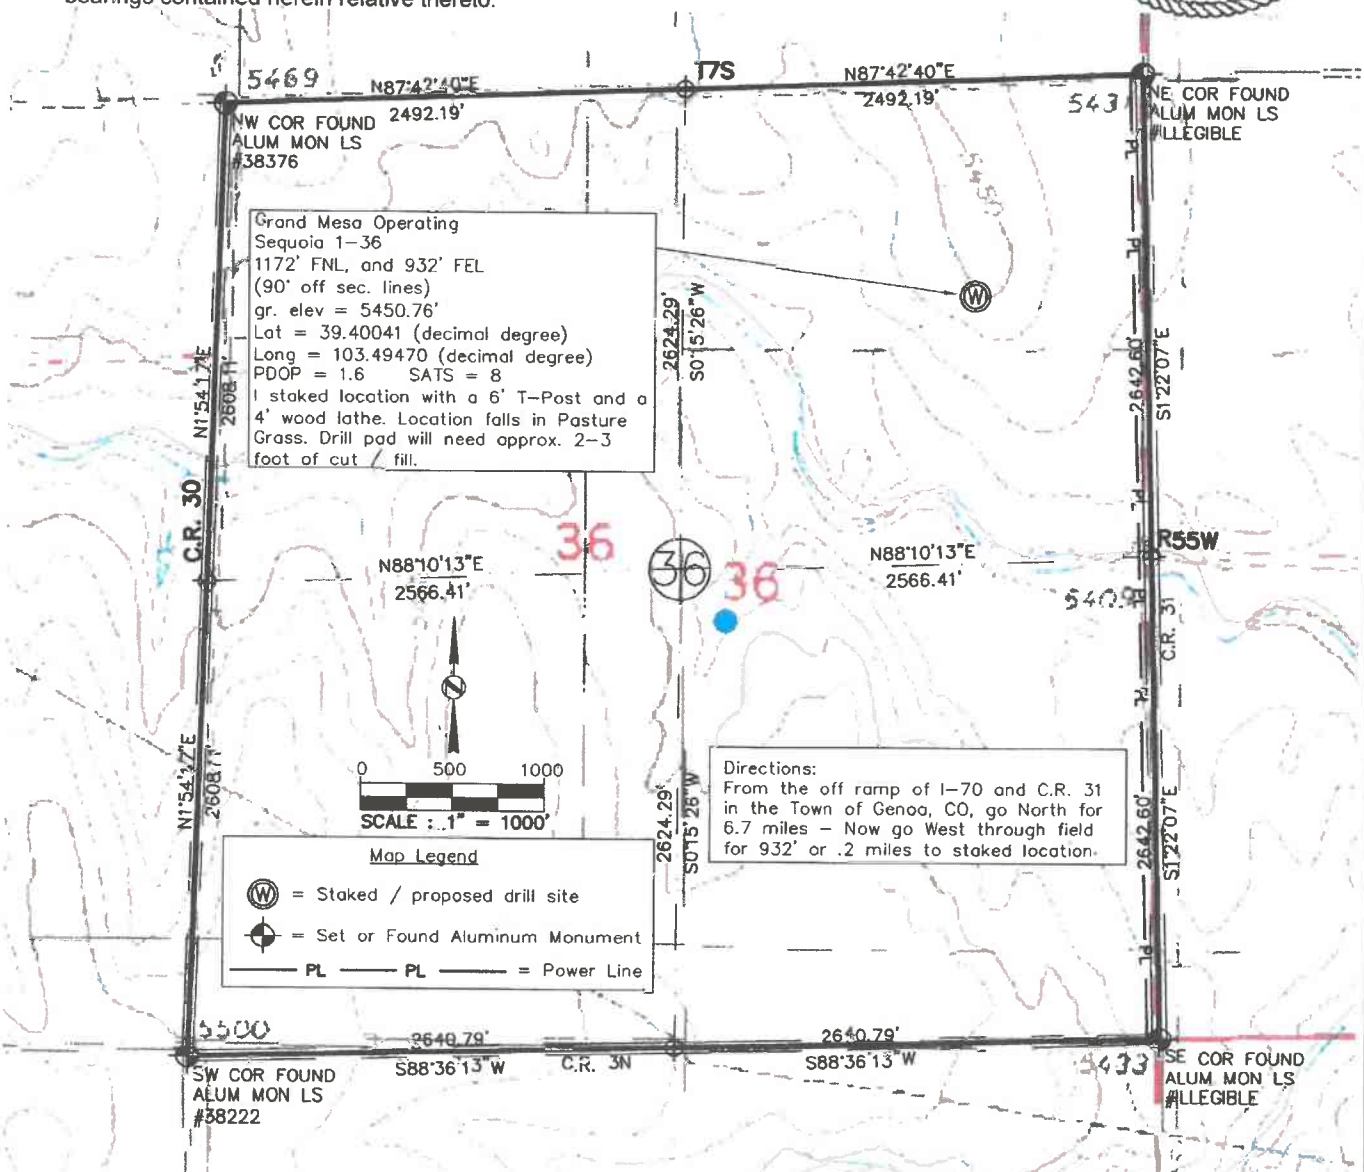 bearings contained herein relative thereto.
5469
N87°42'40"E
2492.19'
T7S
N87°42'40"E
2492.19'
543
NW COR FOUND
ALUM MON LS
#38376
NE COR FOUND
ALUM MON LS
#ILLEGIBLE
PL
5450
Grand Mesa Operating
Sequoia 1-36
1172' FNL, and 932' FEL
(90° off sec. lines)
gr. elev = 5450.76'
Lat = 39.40041 (decimal degree)
Long = 103.49470 (decimal degree)
PDOP = 1.6 SATS = 8
I staked location with a 6' T-Post and a
4' wood lathe. Location falls in Pasture
Grass. Drill pad will need approx. 2-3
foot of cut / fill.
PL
W
2624.29'
S0°15'26"W
N1°54'17"E
2608.11'
2642.60'
S1°22'07"E
C.R. 30
PL
36
36
36
N88°10'13"E
2566.41'
N88°10'13"E
2566.41'
R55W
540
PL
C.R. 31
PL
N1°54'17"E
2608.11'
0 500 1000
SCALE : 1" = 1000'
2624.29'
S0°15'26"W
Directions:
From the off ramp of I-70 and C.R. 31
in the Town of Genoa, CO, go North for
6.7 miles - Now go West through field
for 932' or .2 miles to staked location.
2642.60'
S1°22'07"E
Map Legend
W = Staked / proposed drill site
= Set or Found Aluminum Monument
PL PL = Power Line
PL
5500
2640.79'
S88°36'13"W
C.R. 3N
2640.79'
S88°36'13"W
5433
SW COR FOUND
ALUM MON LS
#38222
SE COR FOUND
ALUM MON LS
#ILLEGIBLE